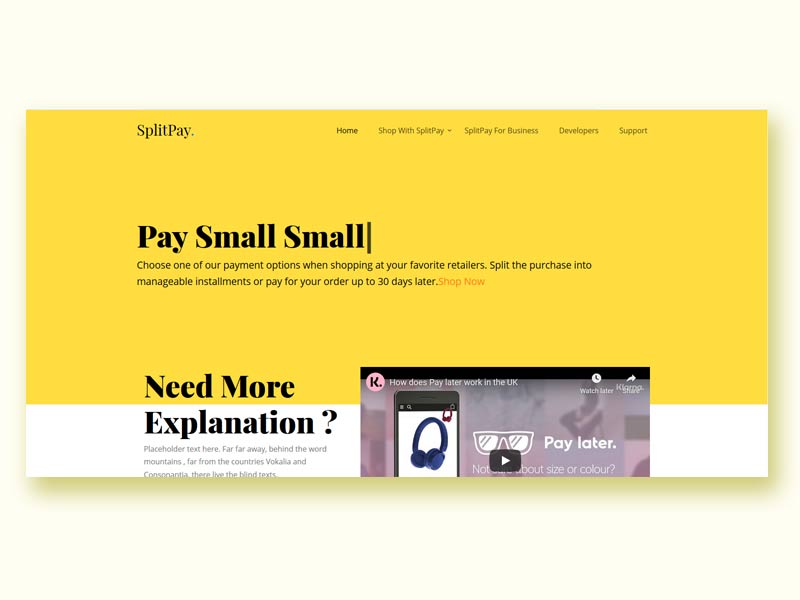 SplitPay.
Home
Shop With SplitPay
SplitPay For Business
Developers
Support
Pay Small Small
Choose one of our payment options when shopping at your favorite retailers. Split the purchase into
manageable installments or pay for your order up to 30 days later.Shop Now
Need More
Explanation ?
Placeholder text here. Far far away, behind the word
mountains , far from the countries Vokalia and
Consonantia, there live the blind texts.
K.
How does Pay later work in the UK
Watch later
Share
Klarna.
Pay later.
Not sure about size or colour?